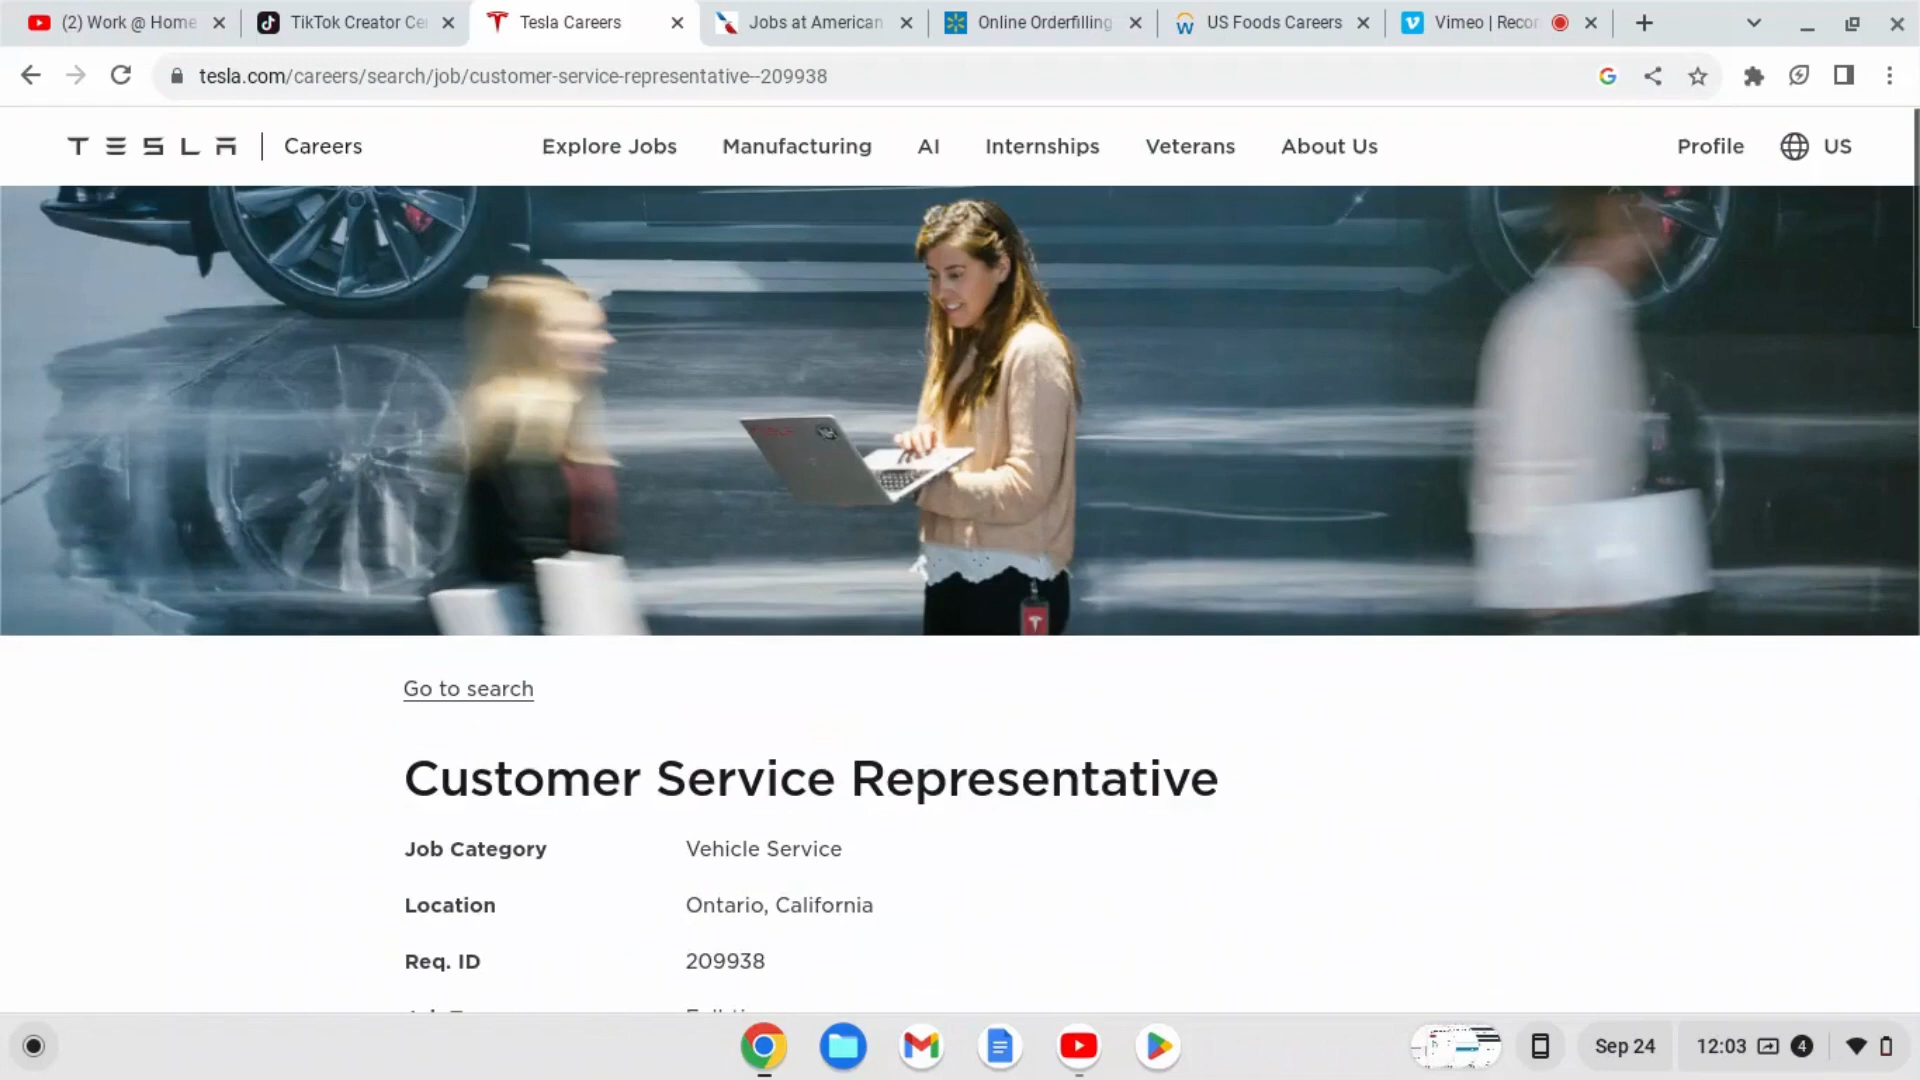 (2) Work @ Home
TikTok Creator Ce
Tesla Careers
Jobs at American
Online Orderfilling
US Foods Careers
Vimeo | Recor
tesla.com/careers/search/job/customer-service-representative--209938
TESLA | Careers
Explore Jobs
Manufacturing
AI
Internships
Veterans
About Us
Profile
US
Go to search
Customer Service Representative
Job Category
Vehicle Service
Location
Ontario, California
Req. ID
209938
Sep 24
12:03
4